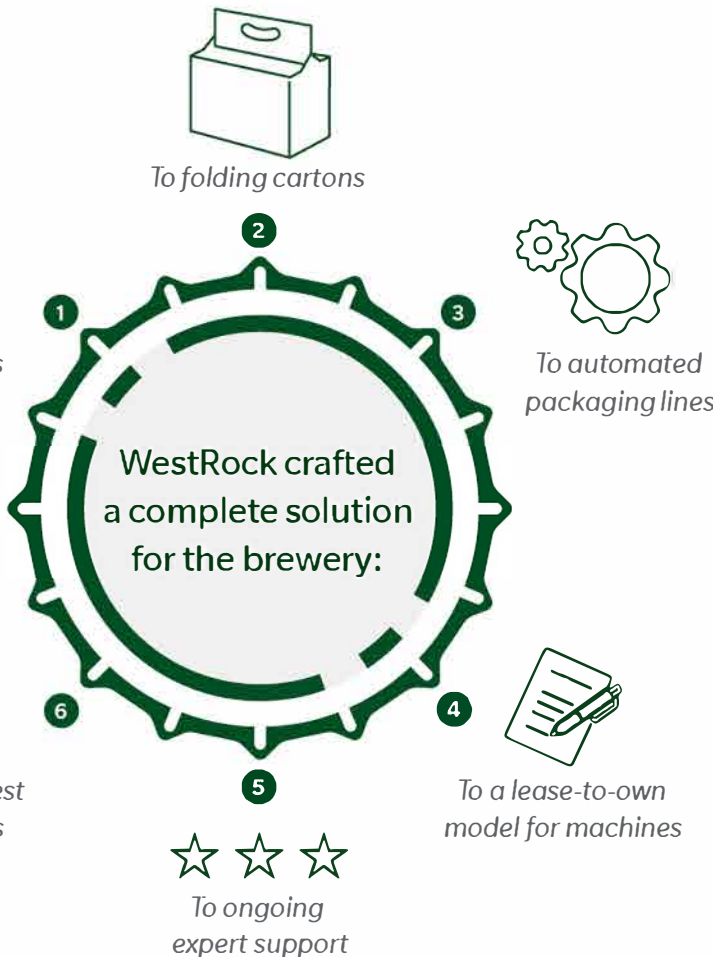 To folding cartons
2
1
3
To automated
packaging lines
WestRock crafted
a complete solution
for the brewery:
6
4
To a lease-to-own
model for machines
5
To ongoing
expert support